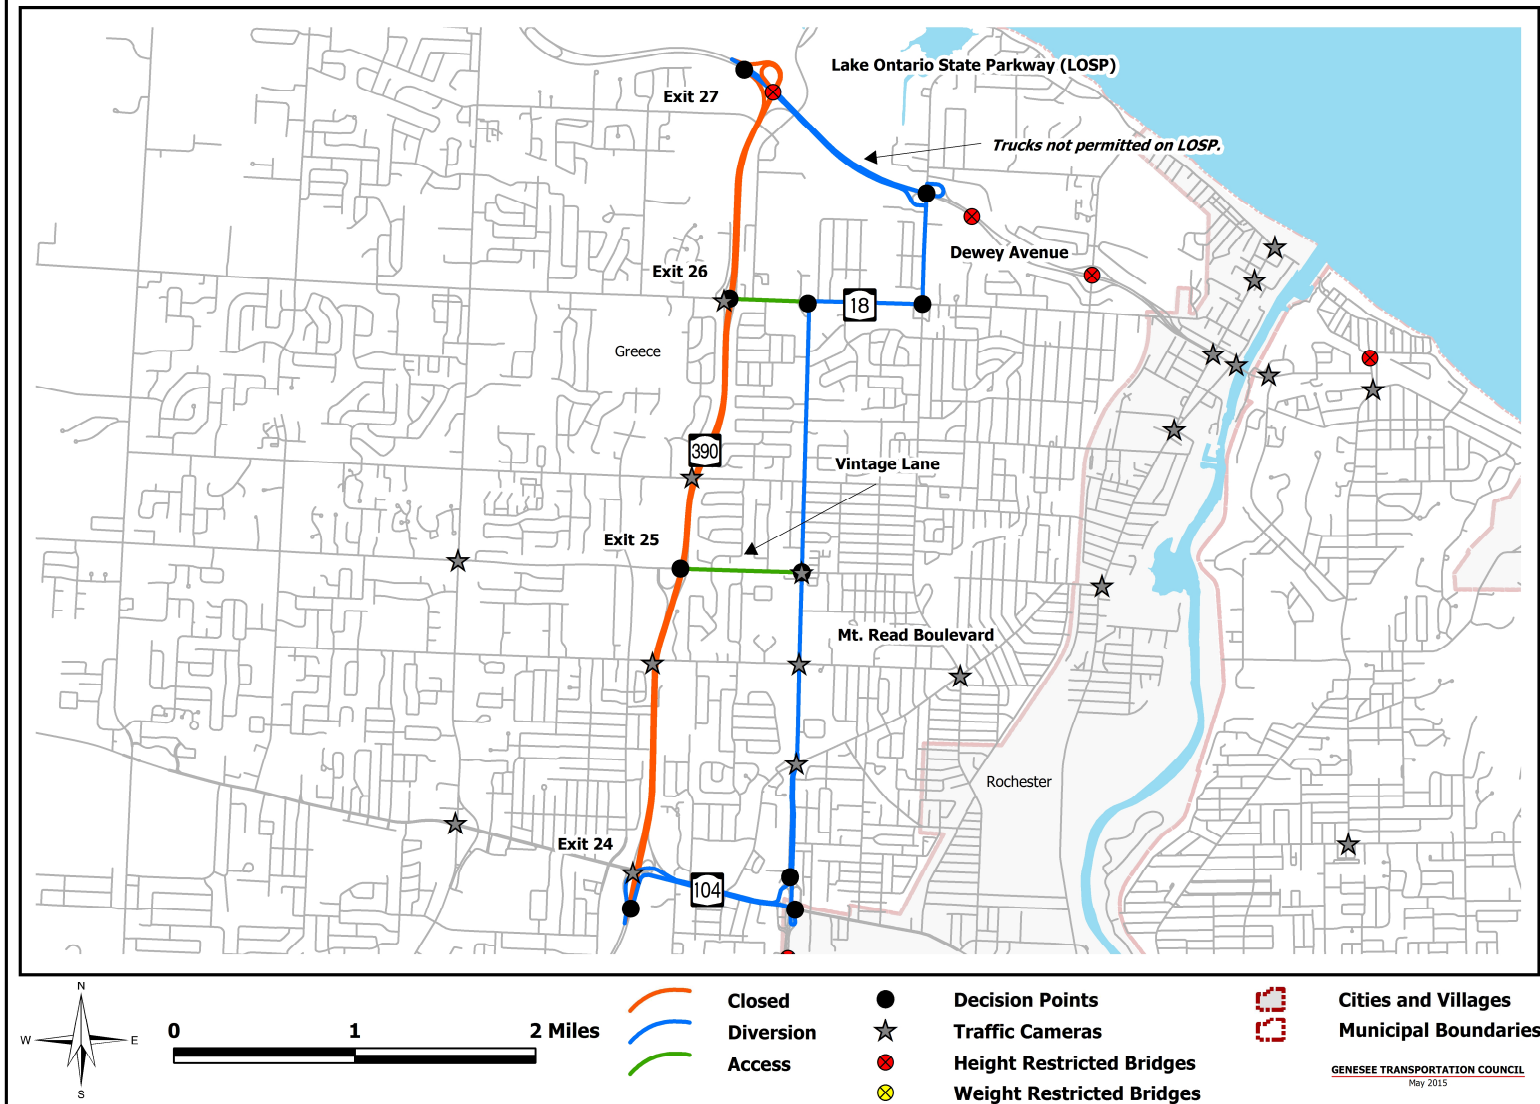 Lake Ontario State Parkway (LOSP)
Exit 27
Trucks not permitted on LOSP.
Dewey Avenue
Exit 26
18
Greece
390
Vintage Lane
Exit 25
Mt. Read Boulevard
Rochester
Exit 24
104
N
W
E
S
0
1
2 Miles
Closed
Diversion
Access
Decision Points
Traffic Cameras
Height Restricted Bridges
Weight Restricted Bridges
Cities and Villages
Municipal Boundaries
GENESEE TRANSPORTATION COUNCIL
May 2015